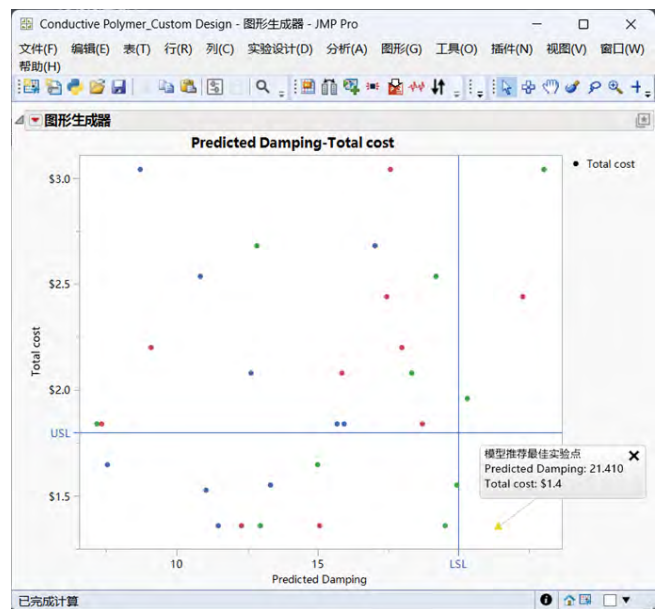 Conductive Polymer_Custom Design - 图形生成器 - JMP Pro
文件(F) 编辑(E) 表(T) 行(R) 列(C) 实验设计(D) 分析(A) 图形(G) 工具(O) 插件(N) 视图(V) 窗口(W)
帮助(H)
图形生成器
Predicted Damping-Total cost
Total cost
$3.0
$2.5
Total cost
$2.0
USL
$1.5
模型推荐最佳实验点
Predicted Damping: 21.410
Total cost: $1.4
10 15 LSL
Predicted Damping
已完成计算